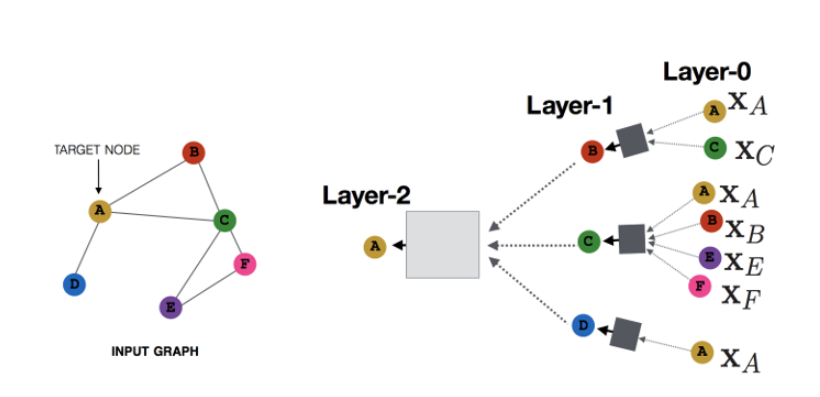 TARGET NODE
B
A
C
F
D
E
INPUT GRAPH
Layer-2
A
Layer-1
B
C
D
Layer-0
A x_A
C x_C
A x_A
B x_B
E x_E
F x_F
A x_A